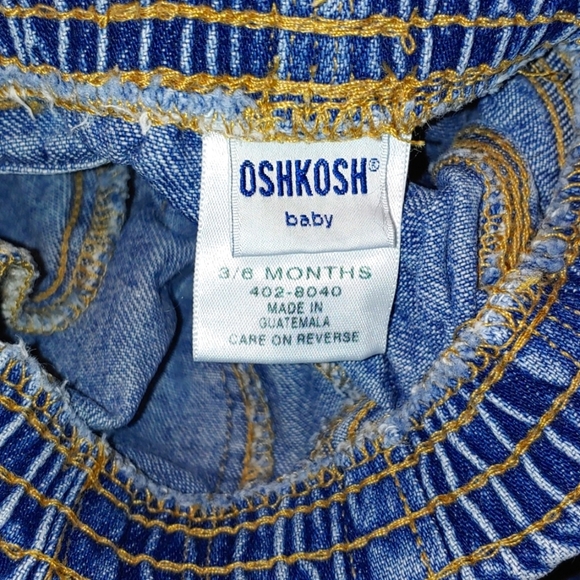 OSHKOSH®
baby
3/6 MONTHS
402-8040
MADE IN
GUATEMALA
CARE ON REVERSE